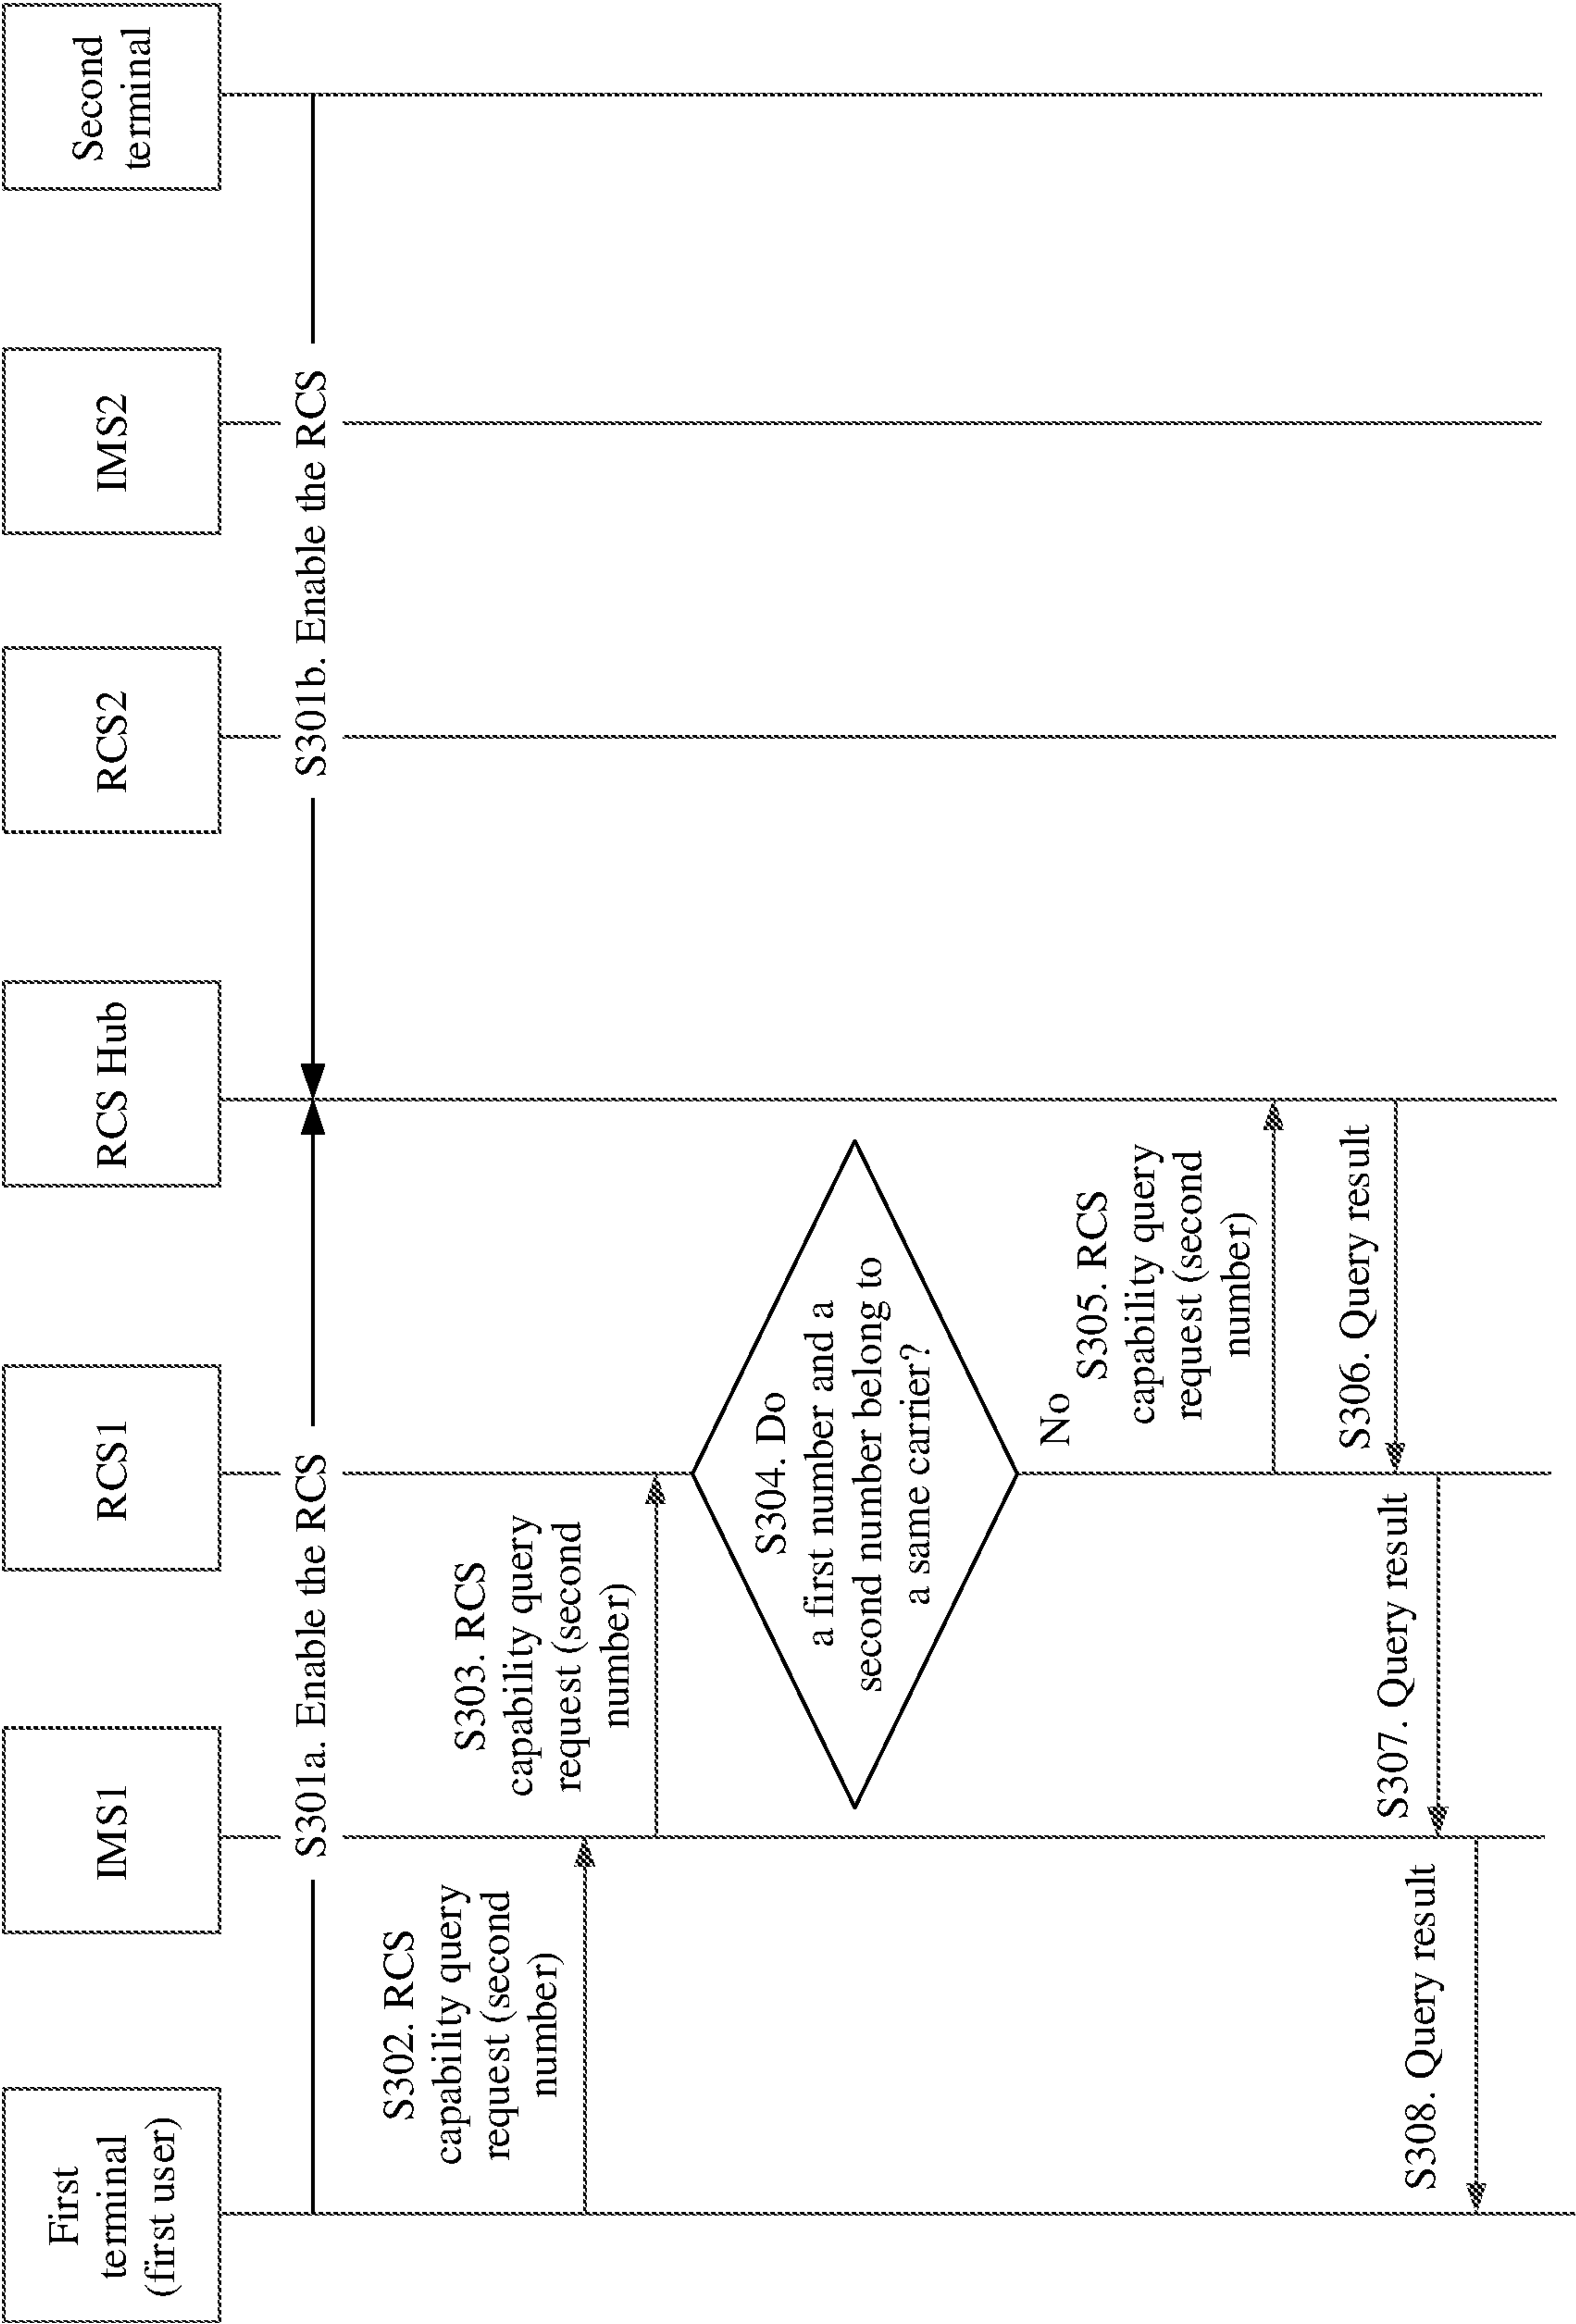 First
terminal
(first user)
IMS1
RCS1
RCS Hub
RCS2
IMS2
Second
terminal
S301a. Enable the RCS
S301b. Enable the RCS
S302. RCS
capability query
request (second
number)
S303. RCS
capability query
request (second
number)
S304. Do
a first number and a
second number belong to
a same carrier?
No
S305. RCS
capability query
request (second
number)
S306. Query result
S307. Query result
S308. Query result